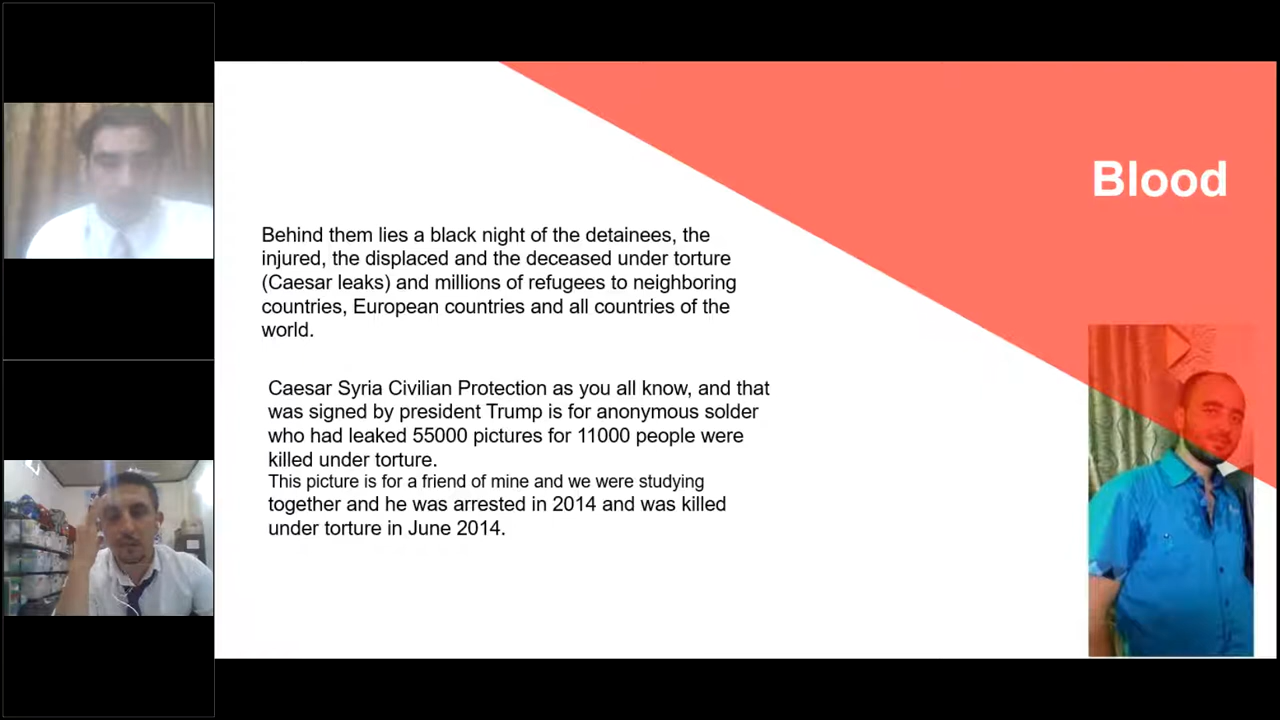 Blood
Behind them lies a black night of the detainees, the
injured, the displaced and the deceased under torture
(Caesar leaks) and millions of refugees to neighboring
countries, European countries and all countries of the
world.
Caesar Syria Civilian Protection as you all know, and that
was signed by president Trump is for anonymous solder
who had leaked 55000 pictures for 11000 people were
killed under torture.
This picture is for a friend of mine and we were studying
together and he was arrested in 2014 and was killed
under torture in June 2014.